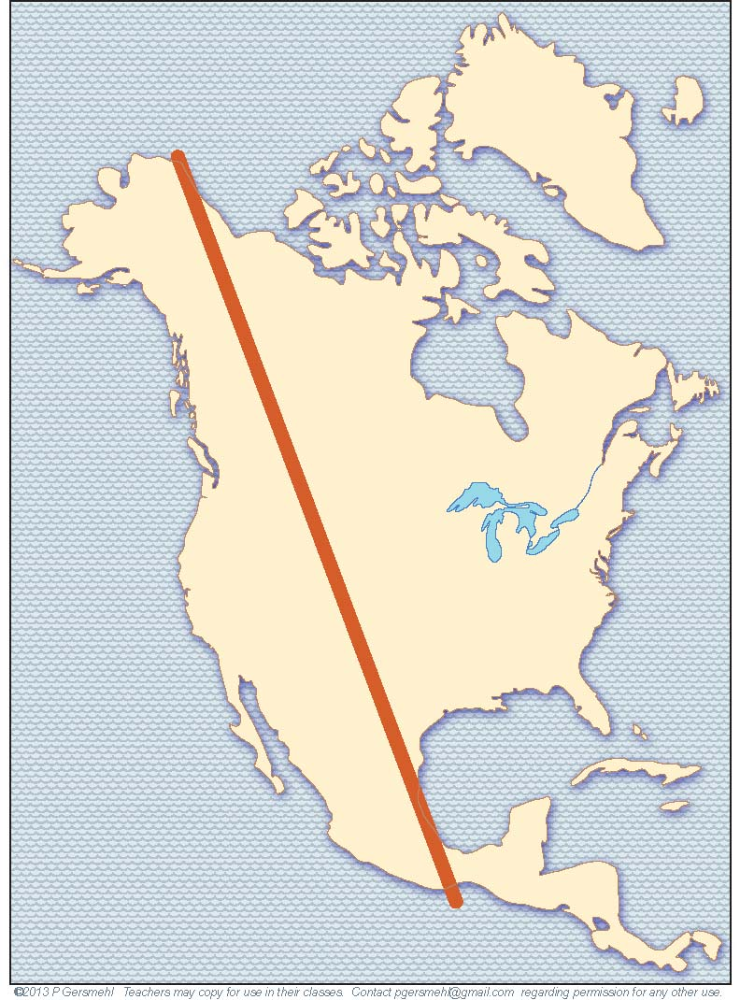 ©2013 P Gersmehl Teachers may copy for use in their classes. Contact pgersmehl@gmail.com regarding permission for any other use.